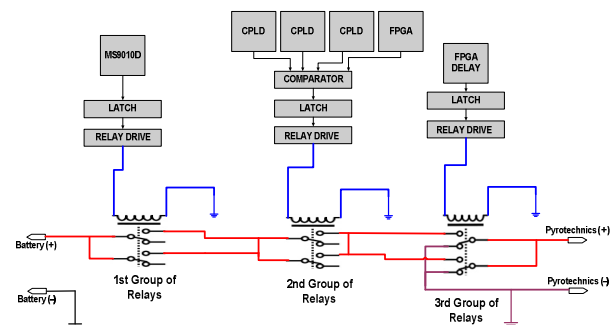 CPLD
CPLD
CPLD
FPGA
MS9010D
FPGA
DELAY
COMPARATOR
LATCH
LATCH
LATCH
RELAY DRIVE
RELAY DRIVE
RELAY DRIVE
Battery (+)
Pyrotechnics (+)
1st Group of
Relays
2nd Group of
Relays
Pyrotechnics (-)
Battery (-)
3rd Group of
Relays